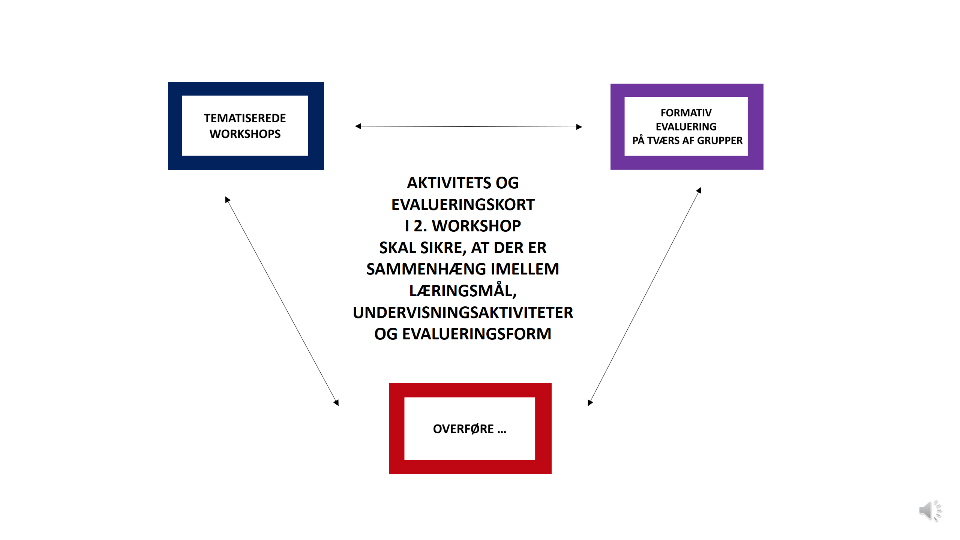 TEMATISEREDE
WORKSHOPS
FORMATIV
EVALUERING
PÅ TVÆRS AF GRUPPER
AKTIVITETS OG
EVALUERINGSKORT
I 2. WORKSHOP
SKAL SIKRE, AT DER ER
SAMMENHÆNG IMELLEM
LÆRINGSMÅL,
UNDERVISNINGSAKTIVITETER
OG EVALUERINGSFORM
OVERFØRE …